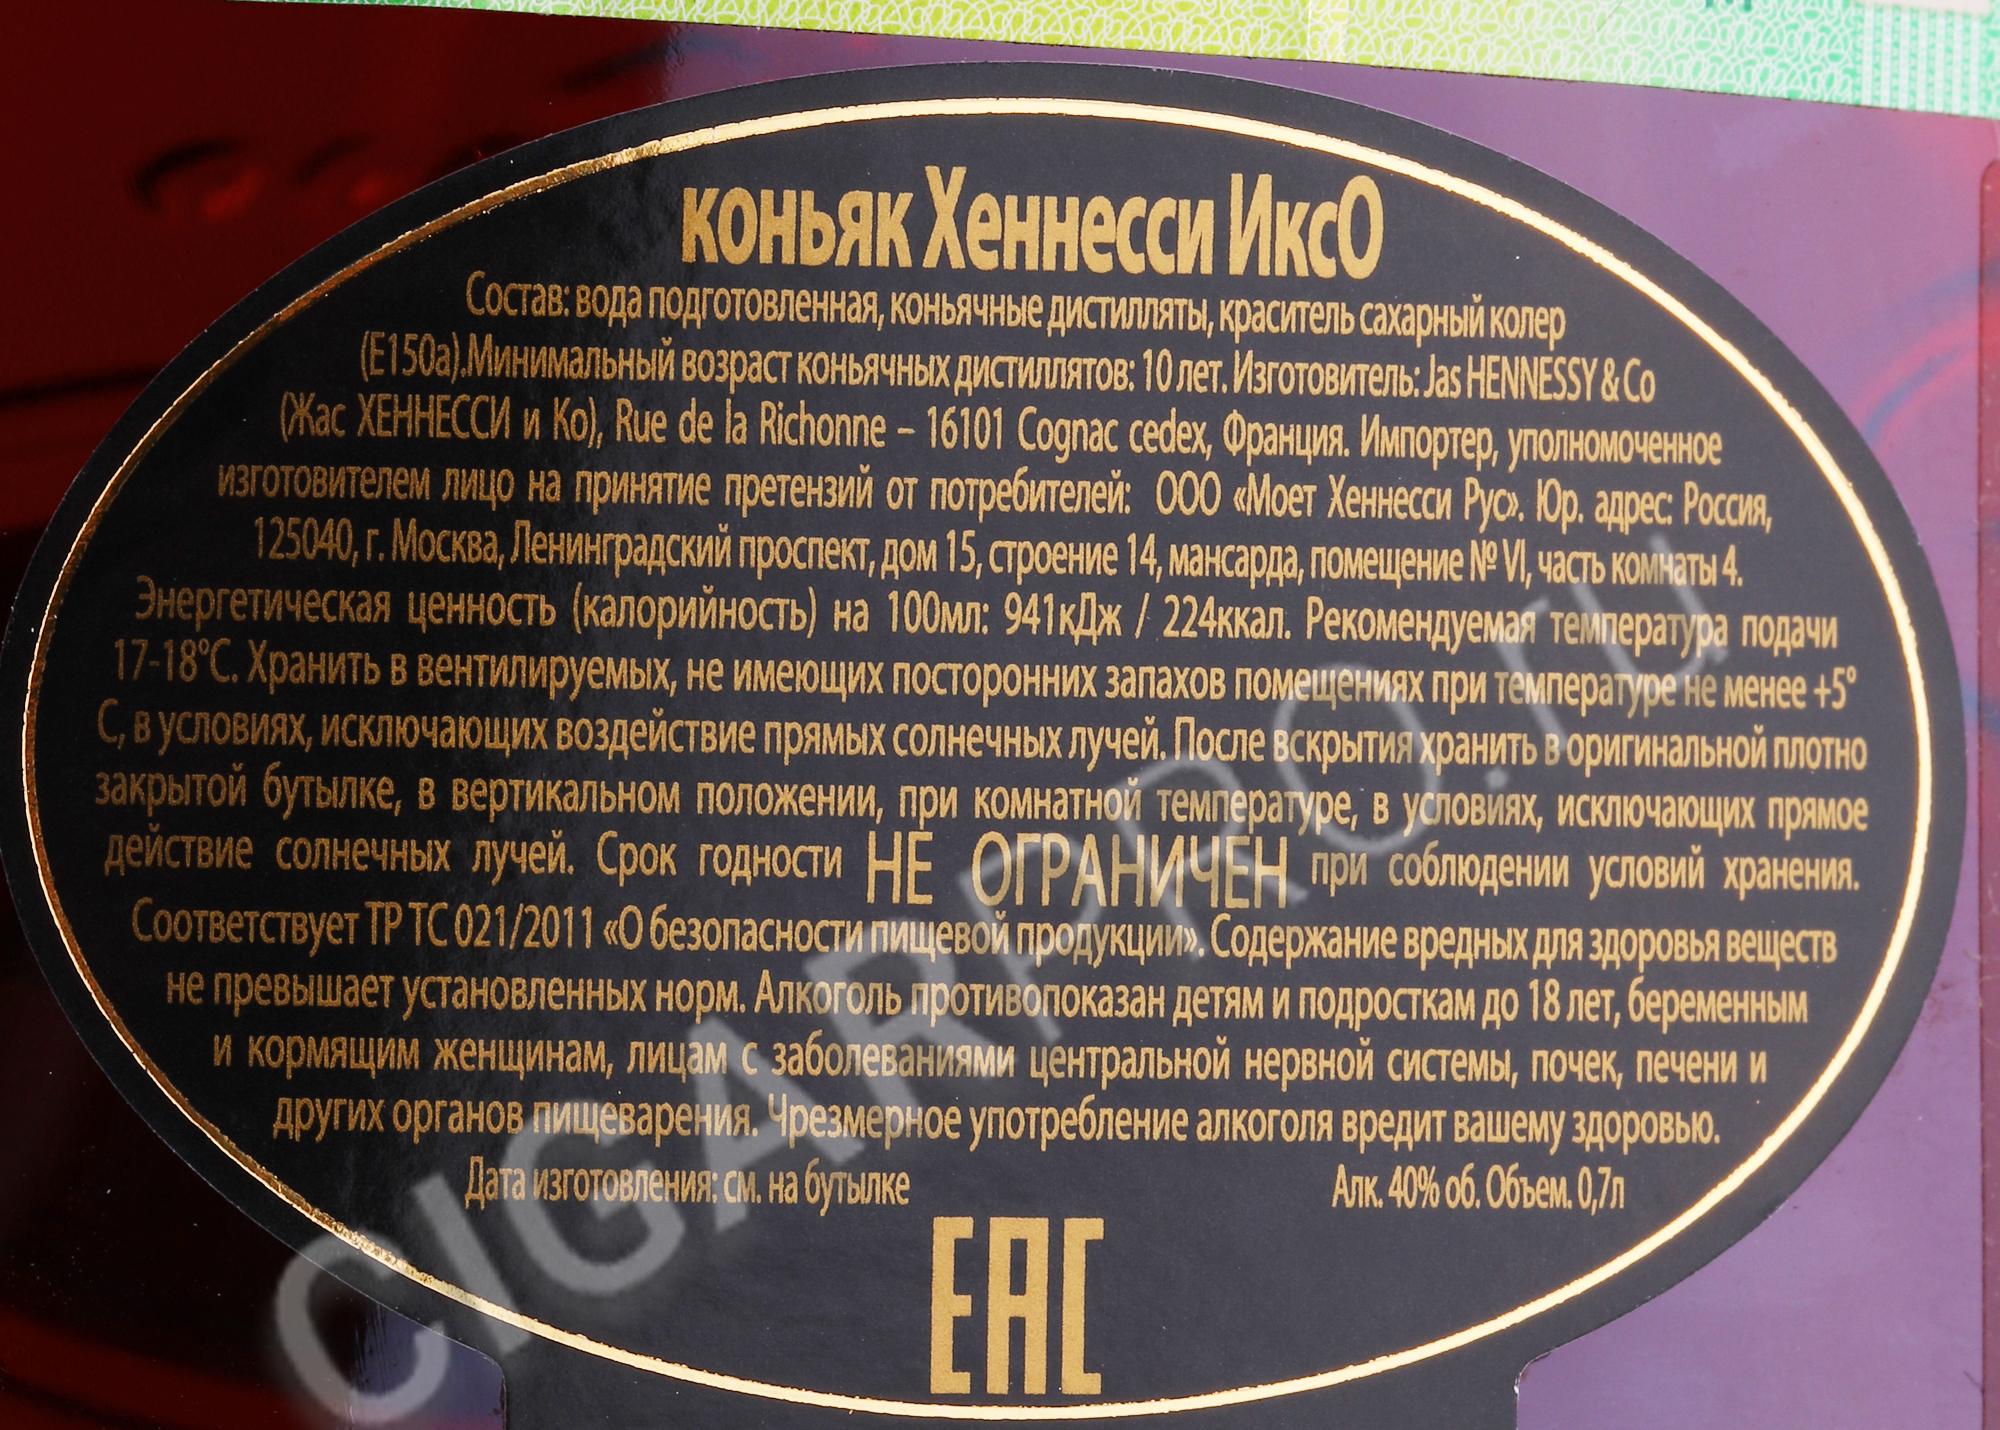 коньяк Хеннесси ИксО
Состав: вода подготовленная, коньячные дистилляты, краситель сахарный колер
(Е150а).Минимальный возраст коньячных дистиллятов: 10 лет. Изготовитель: Jas HENNESSY & Co
(Жас ХЕННЕССИ и Ко), Rue de la Richonne – 16101 Cognac cedex, Франция. Импортер, уполномоченное
изготовителем лицо на принятие претензий от потребителей: ООО «Моет Хеннесси Рус». Юр. адрес: Россия,
125040, г. Москва, Ленинградский проспект, дом 15, строение 14, мансарда, помещение № VI, часть комнаты 4.
Энергетическая ценность (калорийность) на 100мл: 941кДж / 224ккал. Рекомендуемая температура подачи
17-18°С. Хранить в вентилируемых, не имеющих посторонних запахов помещениях при температуре не менее +5°
С, в условиях, исключающих воздействие прямых солнечных лучей. После вскрытия хранить в оригинальной плотно
закрытой бутылке, в вертикальном положении, при комнатной температуре, в условиях, исключающих прямое
действие солнечных лучей. Срок годности НЕ ОГРАНИЧЕН при соблюдении условий хранения.
Соответствует ТР ТС 021/2011 «О безопасности пищевой продукции». Содержание вредных для здоровья веществ
не превышает установленных норм. Алкоголь противопоказан детям и подросткам до 18 лет, беременным
и кормящим женщинам, лицам с заболеваниями центральной нервной системы, почек, печени и
других органов пищеварения. Чрезмерное употребление алкоголя вредит вашему здоровью.
Дата изготовления: см. на бутылке Алк. 40% об. Объем. 0,7л
ЕАС
CIGARPRO.ru